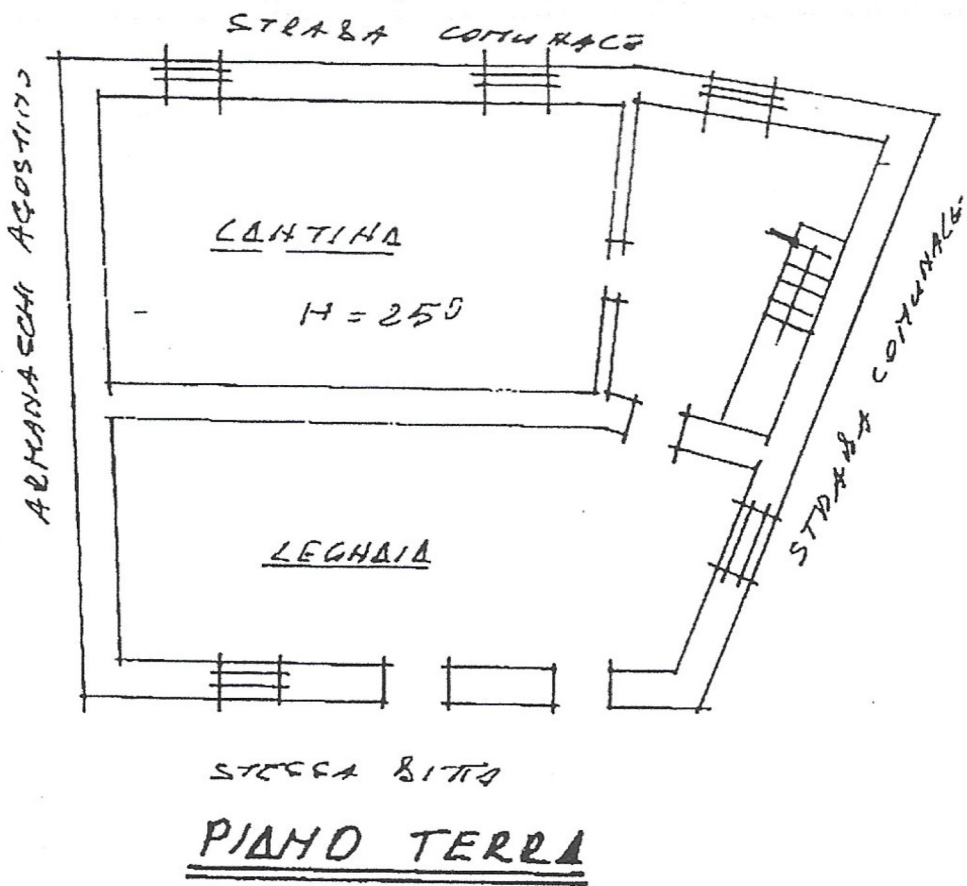 STRADA COMUNALE
ARMANASCHI AGOSTINO
CANTINA
H = 250
STRADA COMUNALE
LEGNAIA
STESSA DITTA
PIANO TERRA